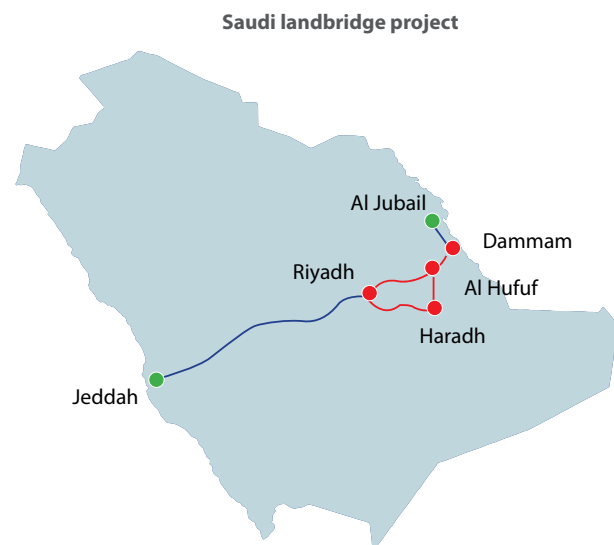 Saudi landbridge project
Al Jubail
Dammam
Riyadh
Al Hufuf
Haradh
Jeddah